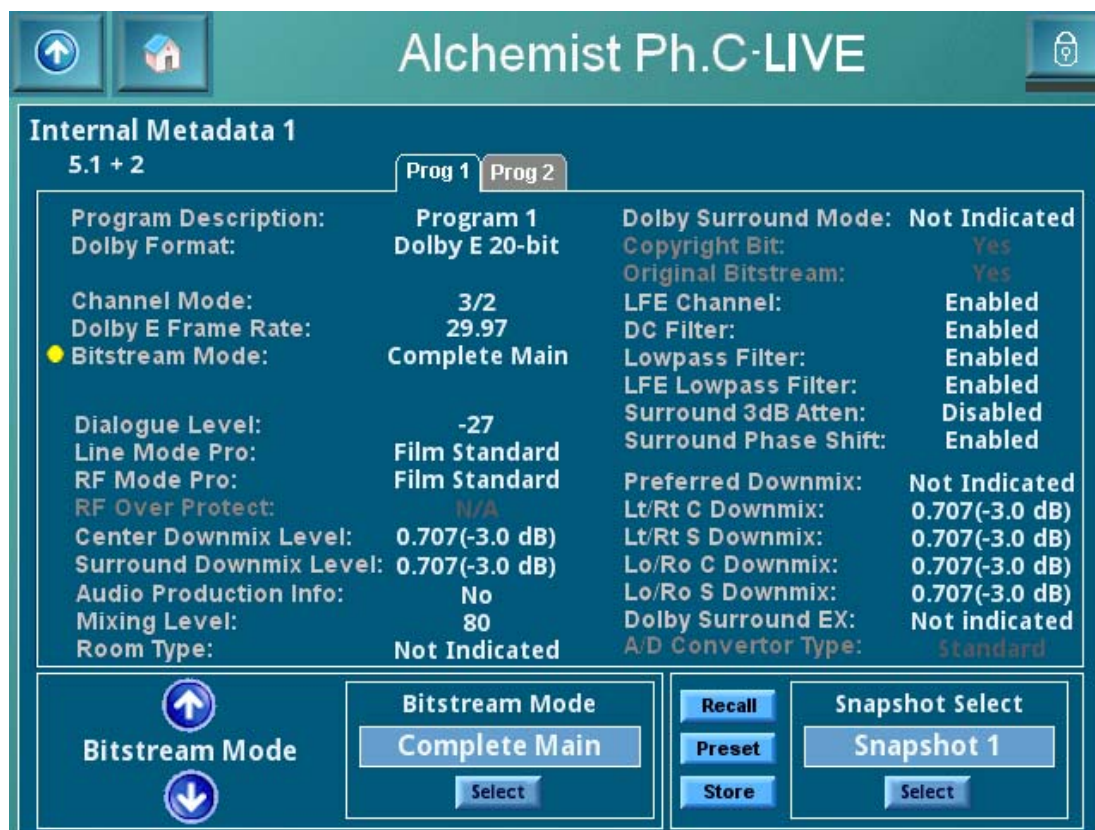 Alchemist Ph.C-LIVE
Internal Metadata 1
5.1 + 2
Prog 1 Prog 2
Program Description: Program 1
Dolby Format: Dolby E 20-bit
Channel Mode: 3/2
Dolby E Frame Rate: 29.97
Bitstream Mode: Complete Main
Dialogue Level: -27
Line Mode Pro: Film Standard
RF Mode Pro: Film Standard
RF Over Protect: N/A
Center Downmix Level: 0.707(-3.0 dB)
Surround Downmix Level: 0.707(-3.0 dB)
Audio Production Info: No
Mixing Level: 80
Room Type: Not Indicated
Dolby Surround Mode: Not Indicated
Copyright Bit: Yes
Original Bitstream: Yes
LFE Channel: Enabled
DC Filter: Enabled
Lowpass Filter: Enabled
LFE Lowpass Filter: Enabled
Surround 3dB Atten: Disabled
Surround Phase Shift: Enabled
Preferred Downmix: Not Indicated
Lt/Rt C Downmix: 0.707(-3.0 dB)
Lt/Rt S Downmix: 0.707(-3.0 dB)
Lo/Ro C Downmix: 0.707(-3.0 dB)
Lo/Ro S Downmix: 0.707(-3.0 dB)
Dolby Surround EX: Not indicated
A/D Convertor Type: Standard
Bitstream Mode
Bitstream Mode
Complete Main
Select
Recall
Preset
Store
Snapshot Select
Snapshot 1
Select